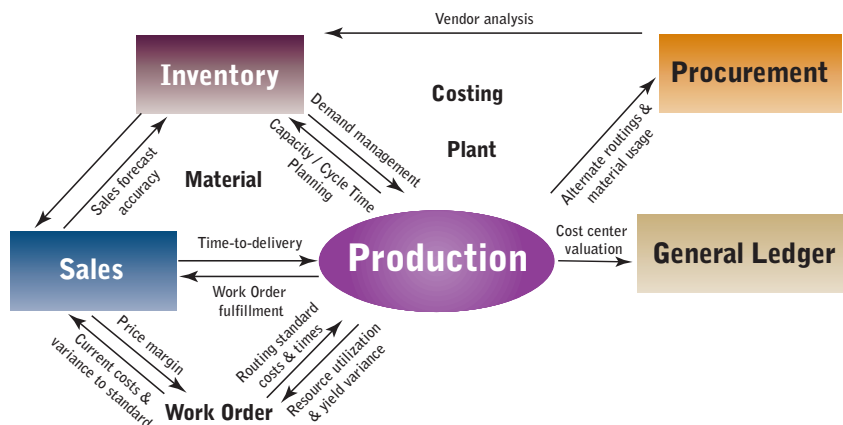 Vendor analysis
Inventory
Procurement
Costing
Plant
Material
Demand management
Capacity / Cycle Time
Planning
Alternate routings &
material usage
Sales forecast
accuracy
Sales
Time-to-delivery
Work Order
fulfillment
Production
Cost center
valuation
General Ledger
Price margin
Current costs &
variance to standard
Routing standard
costs & times
Resource utilization
& yield variance
Work Order